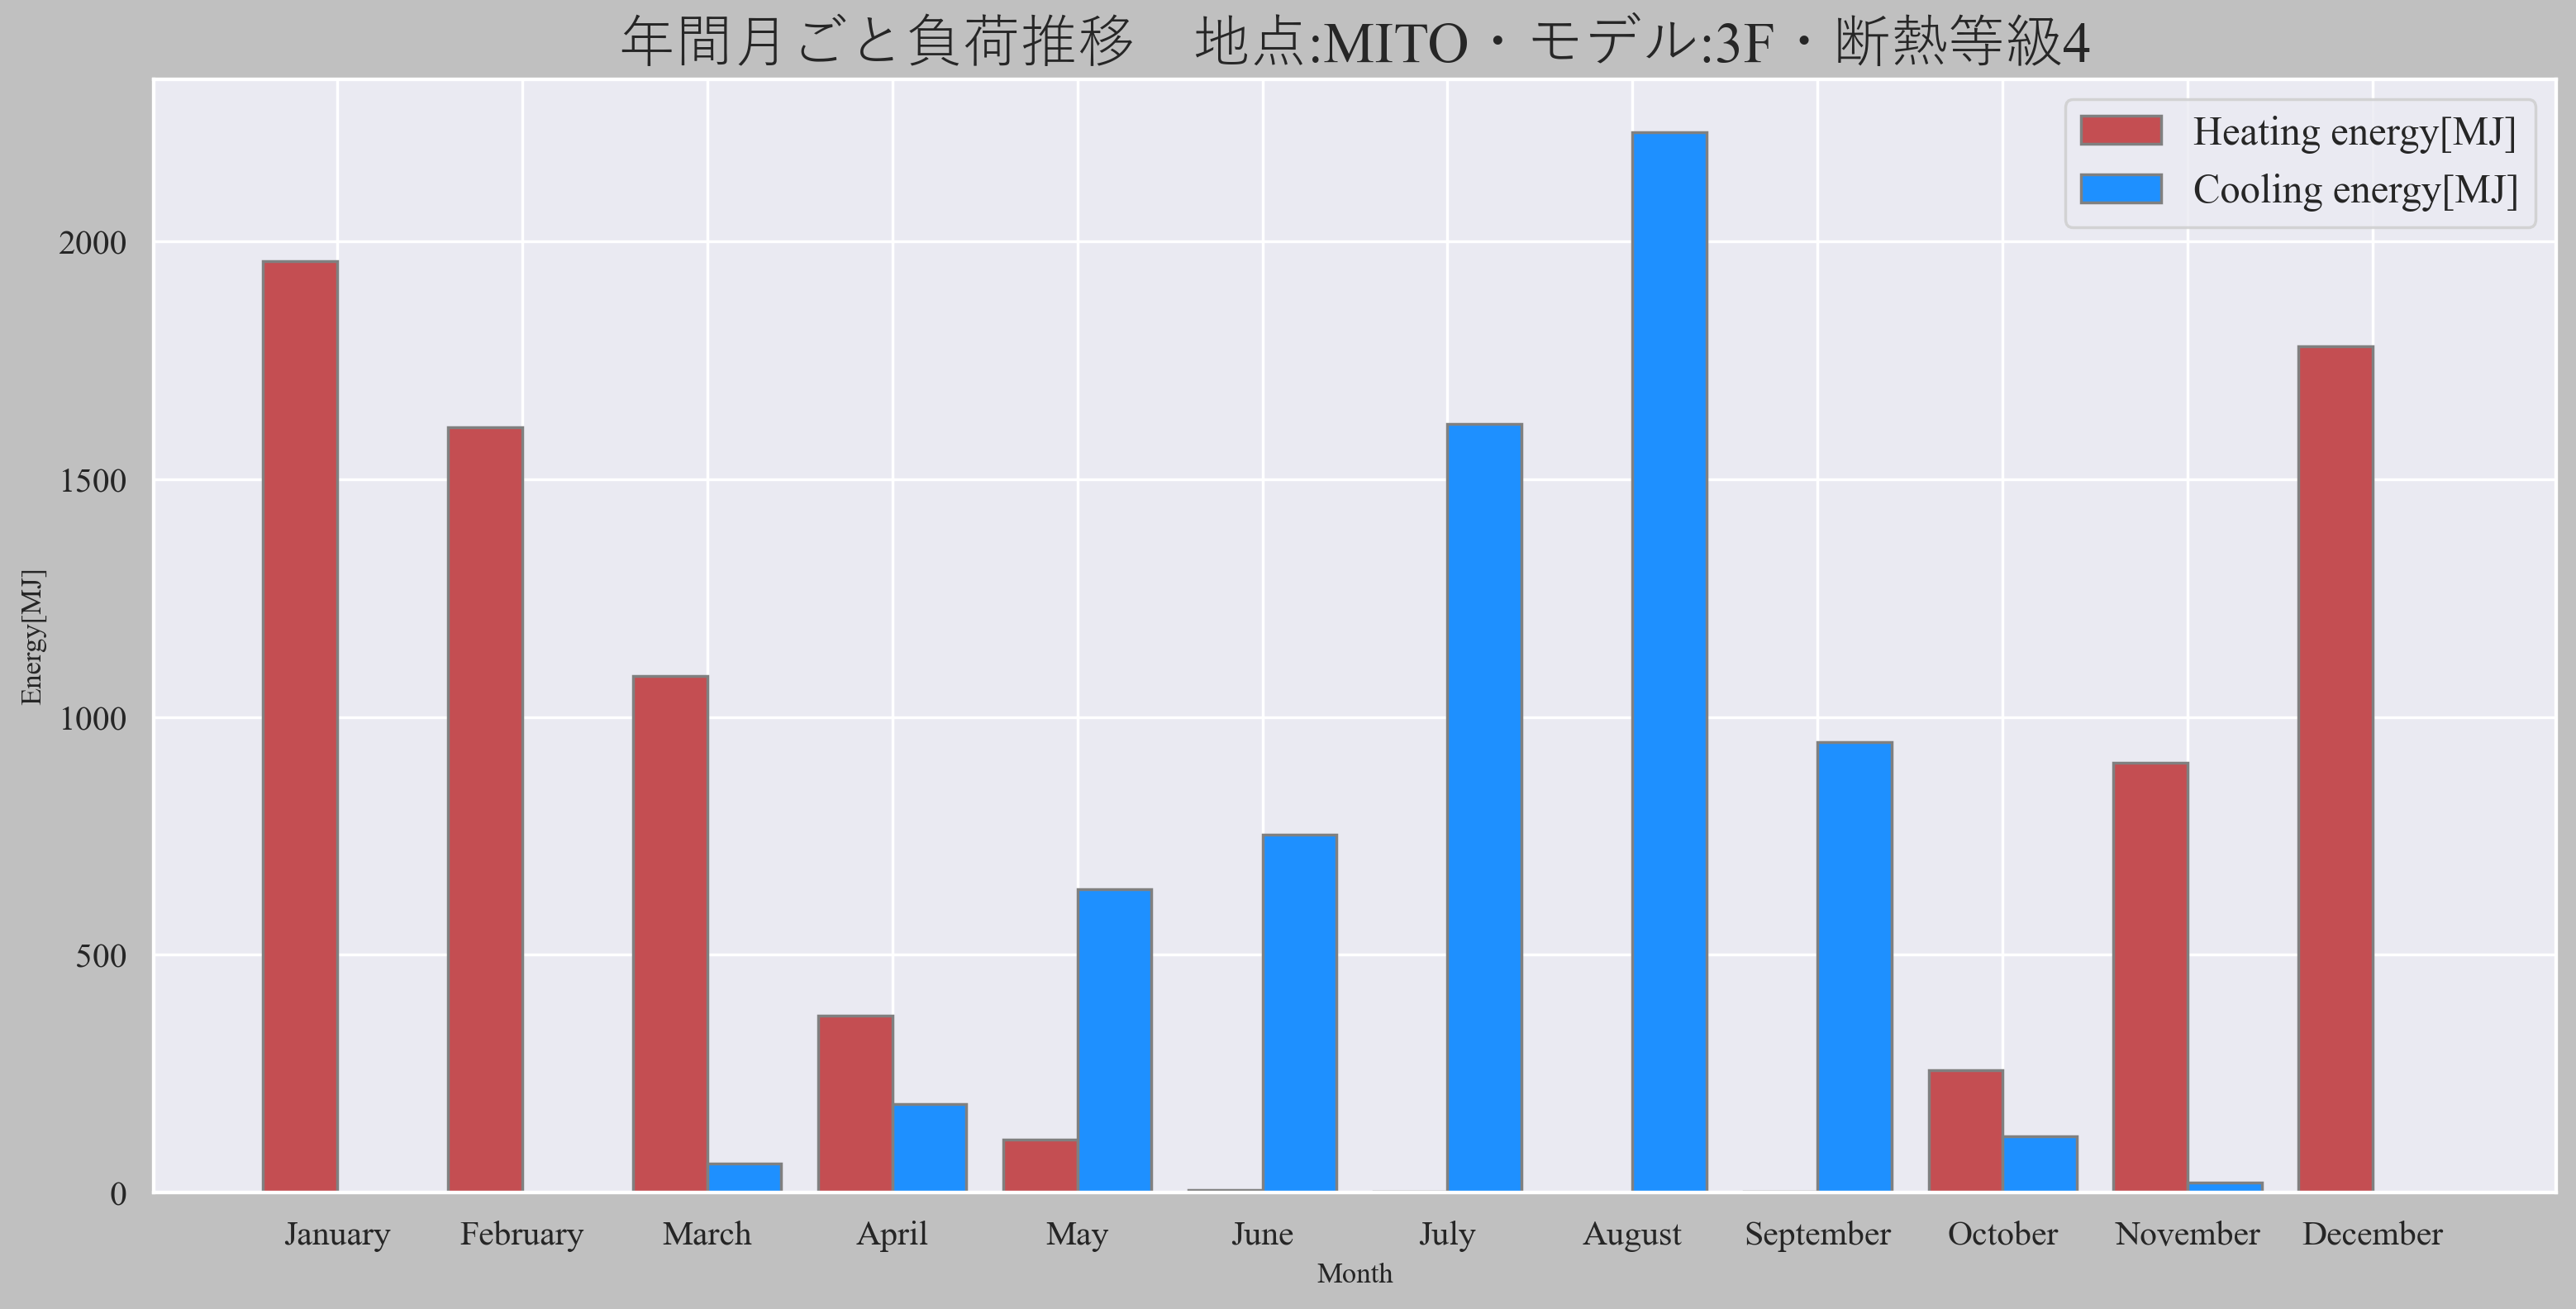 年間月ごと負荷推移　地点:MITO・モデル:3F・断熱等級4
Heating energy[MJ]
Cooling energy[MJ]
Energy[MJ]
2000
1500
1000
500
0
January February March April May June July August September October November December
Month